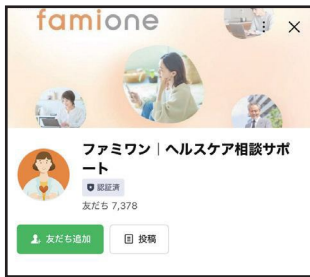 famione
ファミワン｜ヘルスケア相談サポ
ート
認証済
友だち 7,378
友だち追加
投稿